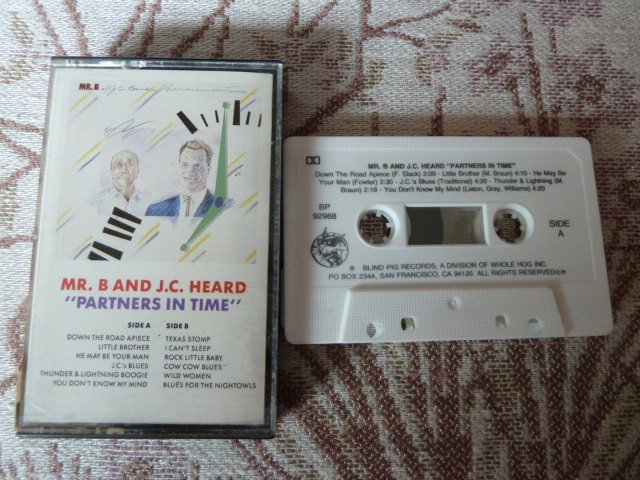 MR. B
MR. B AND J.C. HEARD
"PARTNERS IN TIME"
SIDE A
DOWN THE ROAD APIECE
LITTLE BROTHER
HE MAY BE YOUR MAN
J.C.'s BLUES
THUNDER & LIGHTNING BOOGIE
YOU DON'T KNOW MY MIND
SIDE B
TEXAS STOMP
I CAN'T SLEEP
ROCK LITTLE BABY
COW COW BLUES
WILD WOMEN
BLUES FOR THE NIGHTOWLS
MR. B AND J.C. HEARD "PARTNERS IN TIME"
Down The Road Apiece (F. Slack) 3:00 - Little Brother (M. Braun) 4:10 - He May Be
Your Man (Fowler) 2:30 - J.C.'s Blues (Traditional) 4:20 - Thunder & Lightning (M.
Braun) 2:18 - You Don't Know My Mind (Liston, Gray, Williams) 4:20
BP
92988
SIDE
A
℗ BLIND PIG RECORDS, A DIVISION OF WHOLE HOG INC.
PO BOX 2344, SAN FRANCISCO, CA 94126. ALL RIGHTS RESERVED